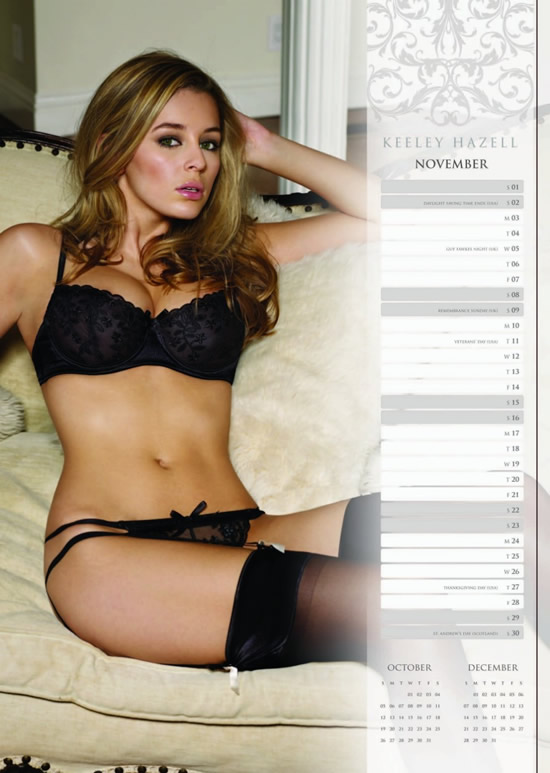 KEELEY HAZELL
NOVEMBER
S 01
DAYLIGHT SAVING TIME ENDS (USA) S 02
M 03
T 04
GUY FAWKES NIGHT (UK) W 05
T 06
F 07
S 08
REMEMBRANCE SUNDAY (UK) S 09
M 10
VETERANS' DAY (USA) T 11
W 12
T 13
F 14
S 15
S 16
M 17
T 18
W 19
T 20
F 21
S 22
S 23
M 24
T 25
W 26
THANKSGIVING DAY (USA) T 27
F 28
S 29
ST. ANDREW'S DAY (SCOTLAND) S 30
OCTOBER
S M T W T F S
01 02 03 04
05 06 07 08 09 10 11
12 13 14 15 16 17 18
19 20 21 22 23 24 25
26 27 28 29 30 31
DECEMBER
S M T W T F S
01 02 03 04 05 06
07 08 09 10 11 12 13
14 15 16 17 18 19 20
21 22 23 24 25 26 27
28 29 30 31